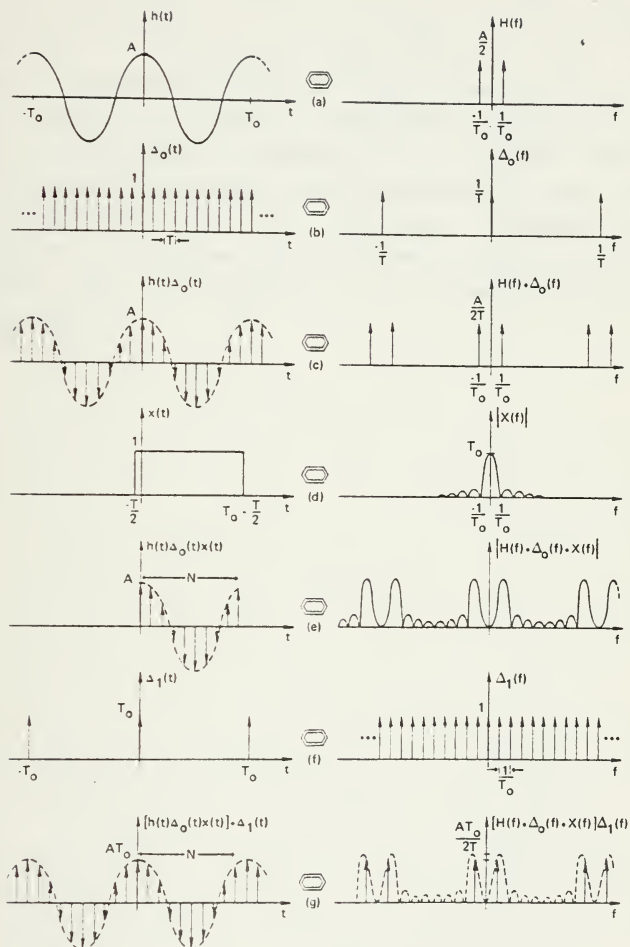 h(t) H(f)
A A/2
-T₀ T₀ t (a) -1/T₀ 1/T₀ f
Δ₀(t) Δ₀(f)
1 1/T
... T ... t (b) -1/T 1/T f
h(t)Δ₀(t) H(f)∗Δ₀(f)
A A/2T
t (c) -1/T₀ 1/T₀ f
x(t) |X(f)|
1 T₀
-T/2 T₀-T/2 t (d) -1/T₀ 1/T₀ f
h(t)Δ₀(t)x(t) |H(f)∗Δ₀(f)∗X(f)|
A N
t (e) f
Δ₁(t) Δ₁(f)
T₀ 1
-T₀ T₀ t (f) ... 1/T₀ ... f
[h(t)Δ₀(t)x(t)]∗Δ₁(t) [H(f)∗Δ₀(f)∗X(f)]Δ₁(f)
AT₀ N AT₀/2T
t (g) f